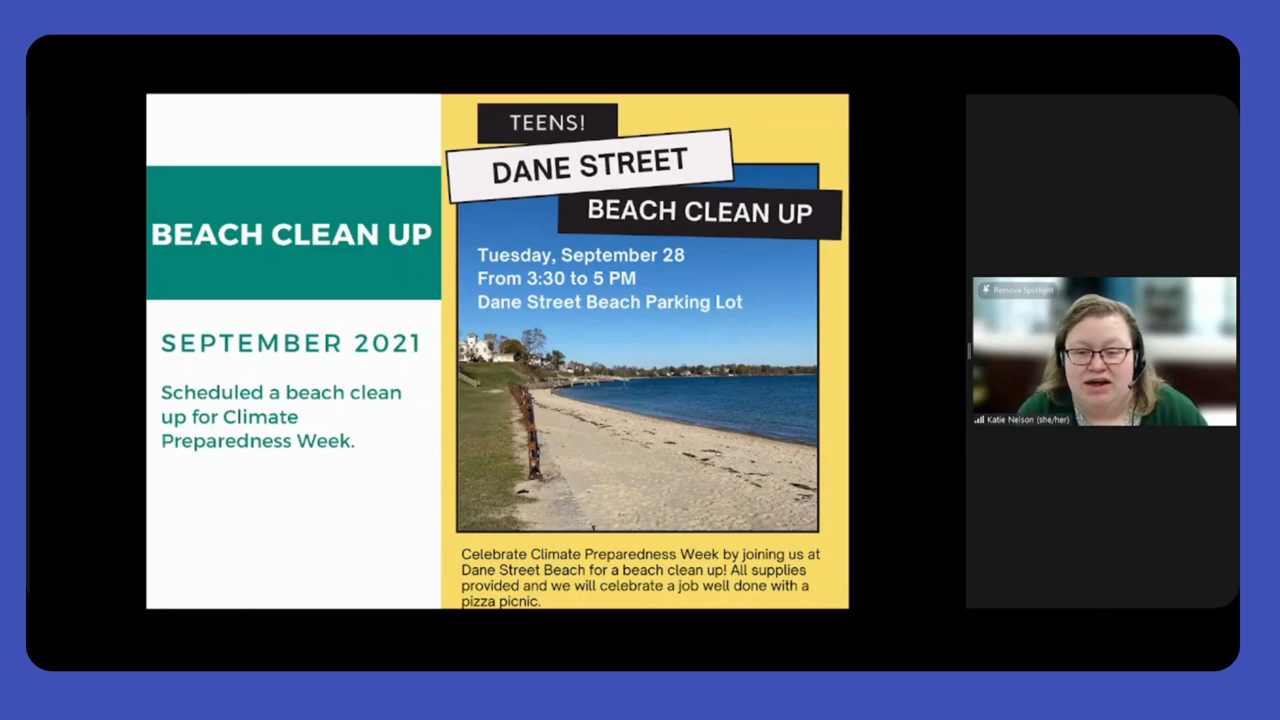 BEACH CLEAN UP
SEPTEMBER 2021
Scheduled a beach clean
up for Climate
Preparedness Week.
TEENS!
DANE STREET
BEACH CLEAN UP
Tuesday, September 28
From 3:30 to 5 PM
Dane Street Beach Parking Lot
Celebrate Climate Preparedness Week by joining us at
Dane Street Beach for a beach clean up! All supplies
provided and we will celebrate a job well done with a
pizza picnic.
Remove Spotlight
Katie Nelson (she/her)